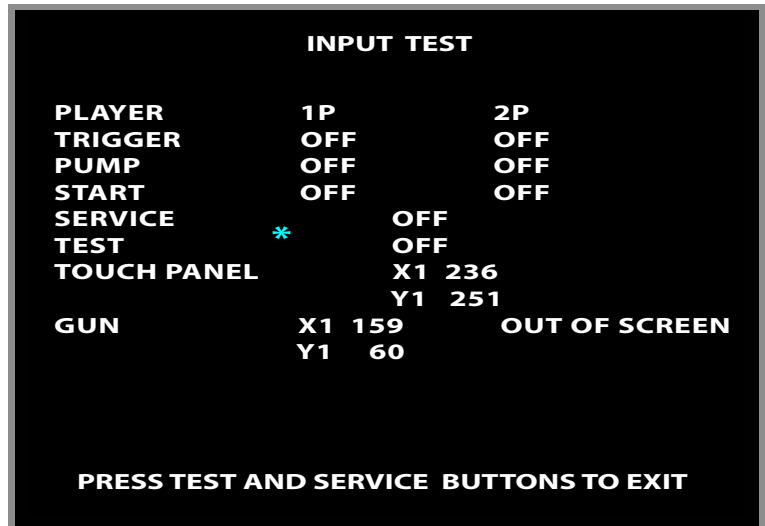 INPUT TEST
PLAYER 1P 2P
TRIGGER OFF OFF
PUMP OFF OFF
START OFF OFF
SERVICE OFF
*
TEST OFF
TOUCH PANEL X1 236
Y1 251
GUN X1 159 OUT OF SCREEN
Y1 60
PRESS TEST AND SERVICE BUTTONS TO EXIT